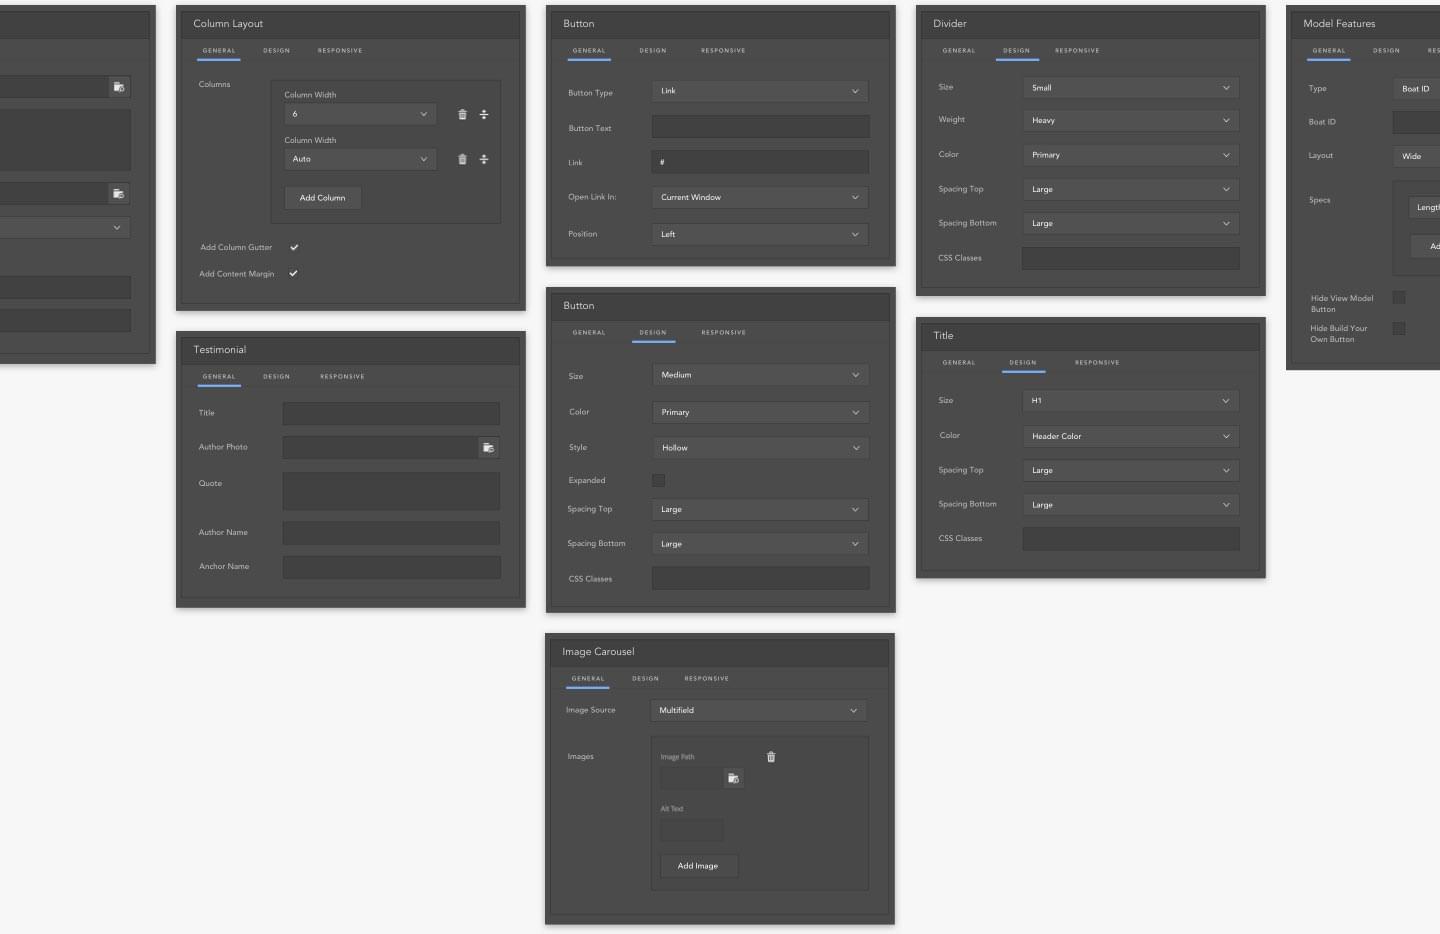 Column Layout
GENERAL DESIGN RESPONSIVE
Columns
Column Width
6
Column Width
Auto
Add Column
Add Column Gutter
Add Content Margin
Testimonial
GENERAL DESIGN RESPONSIVE
Title
Author Photo
Quote
Author Name
Anchor Name
Button
GENERAL DESIGN RESPONSIVE
Button Type Link
Button Text
Link #
Open Link In: Current Window
Position Left
Button
GENERAL DESIGN RESPONSIVE
Size Medium
Color Primary
Style Hollow
Expanded
Spacing Top Large
Spacing Bottom Large
CSS Classes
Image Carousel
GENERAL DESIGN RESPONSIVE
Image Source Multifield
Images
Image Path
Alt Text
Add Image
Divider
GENERAL DESIGN RESPONSIVE
Size Small
Weight Heavy
Color Primary
Spacing Top Large
Spacing Bottom Large
CSS Classes
Title
GENERAL DESIGN RESPONSIVE
Size H1
Color Header Color
Spacing Top Large
Spacing Bottom Large
CSS Classes
Model Features
GENERAL DESIGN
Type Boat ID
Boat ID
Layout Wide
Specs
Hide View Model
Button
Hide Build Your
Own Button